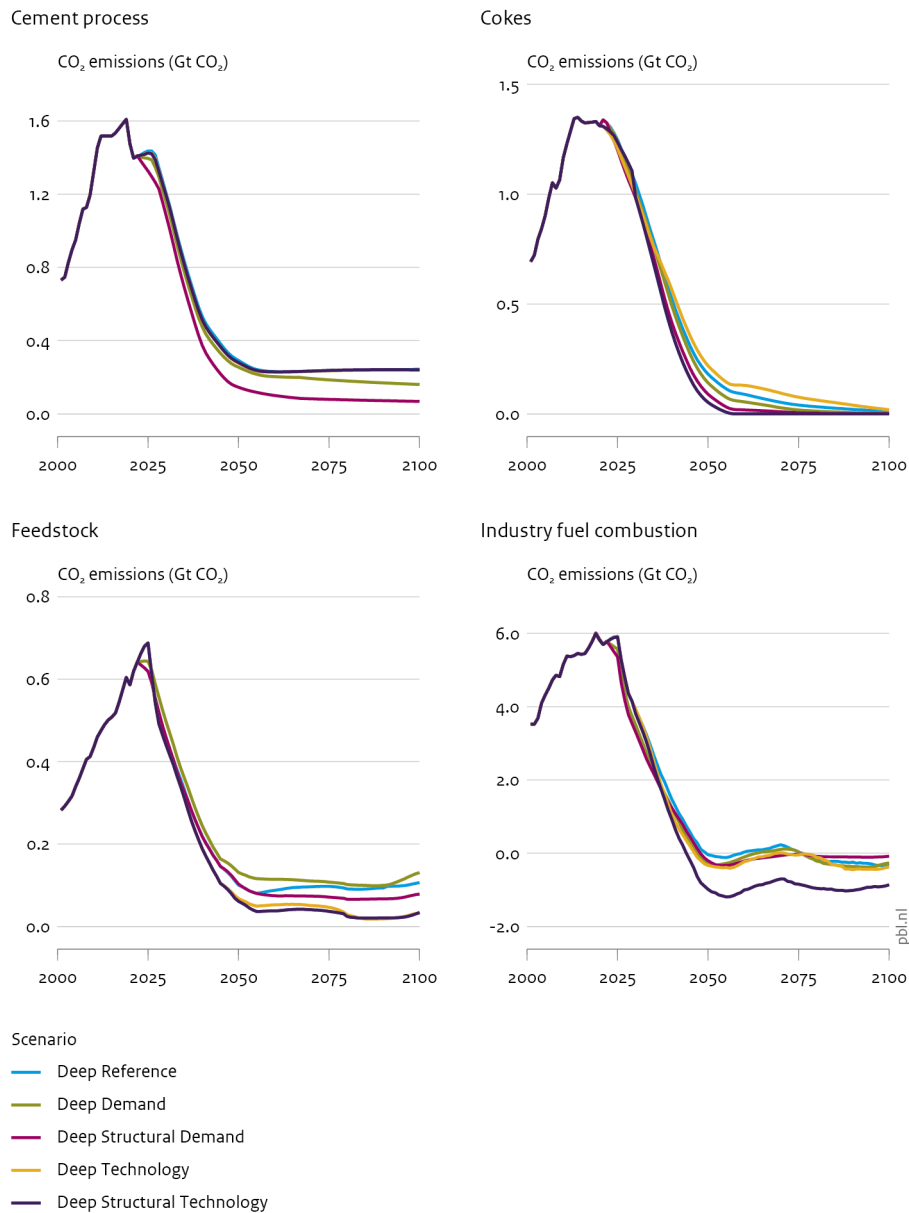 Cement process
CO₂ emissions (Gt CO₂)
1.6
1.2
0.8
0.4
0.0
2000 2025 2050 2075 2100
Cokes
CO₂ emissions (Gt CO₂)
1.5
1.0
0.5
0.0
2000 2025 2050 2075 2100
Feedstock
CO₂ emissions (Gt CO₂)
0.8
0.6
0.4
0.2
0.0
2000 2025 2050 2075 2100
Industry fuel combustion
CO₂ emissions (Gt CO₂)
6.0
4.0
2.0
0.0
-2.0
2000 2025 2050 2075 2100
pbl.nl
Scenario
Deep Reference
Deep Demand
Deep Structural Demand
Deep Technology
Deep Structural Technology